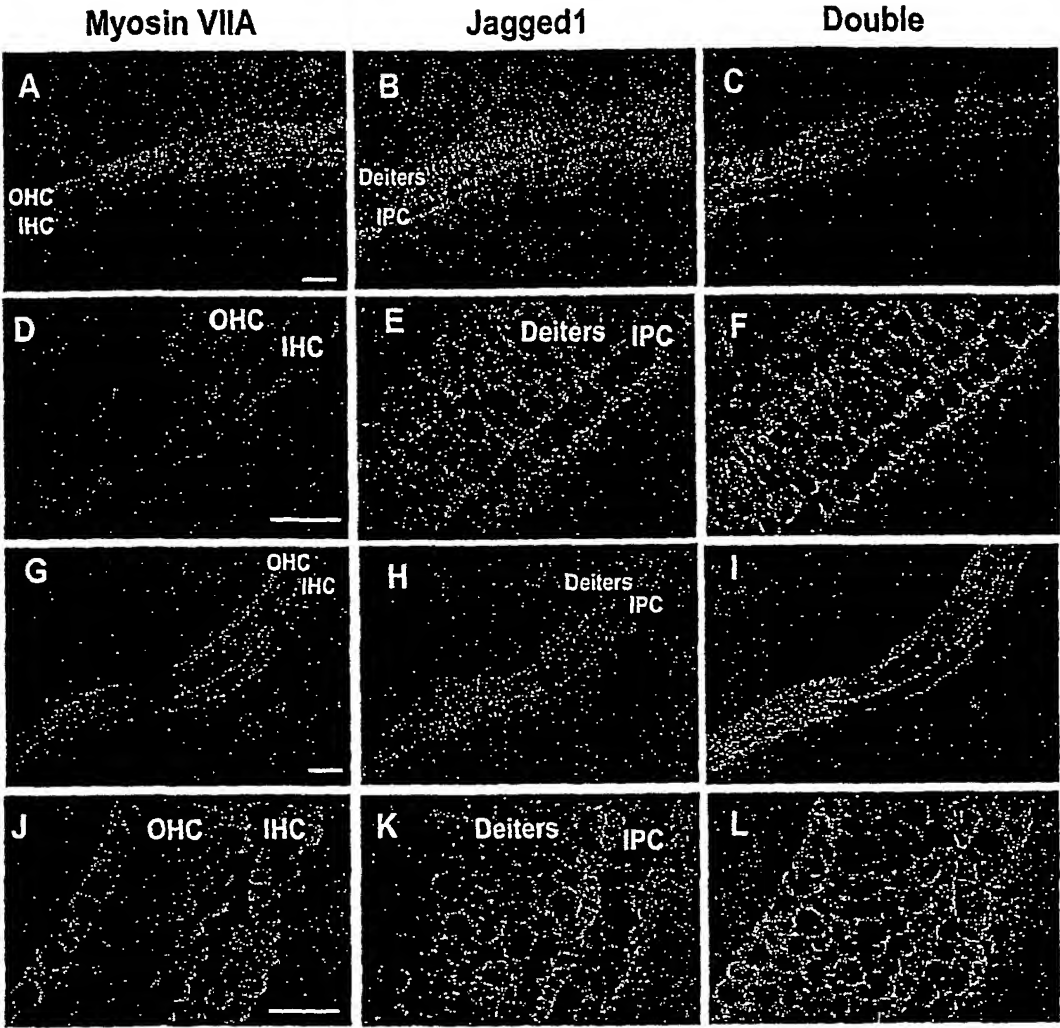 Myosin VIIA Jagged1 Double
A B C
OHC Deiters
IHC IPC
D OHC E Deiters IPC F
IHC
G OHC H Deiters I
IHC IPC
J OHC IHC K Deiters IPC L